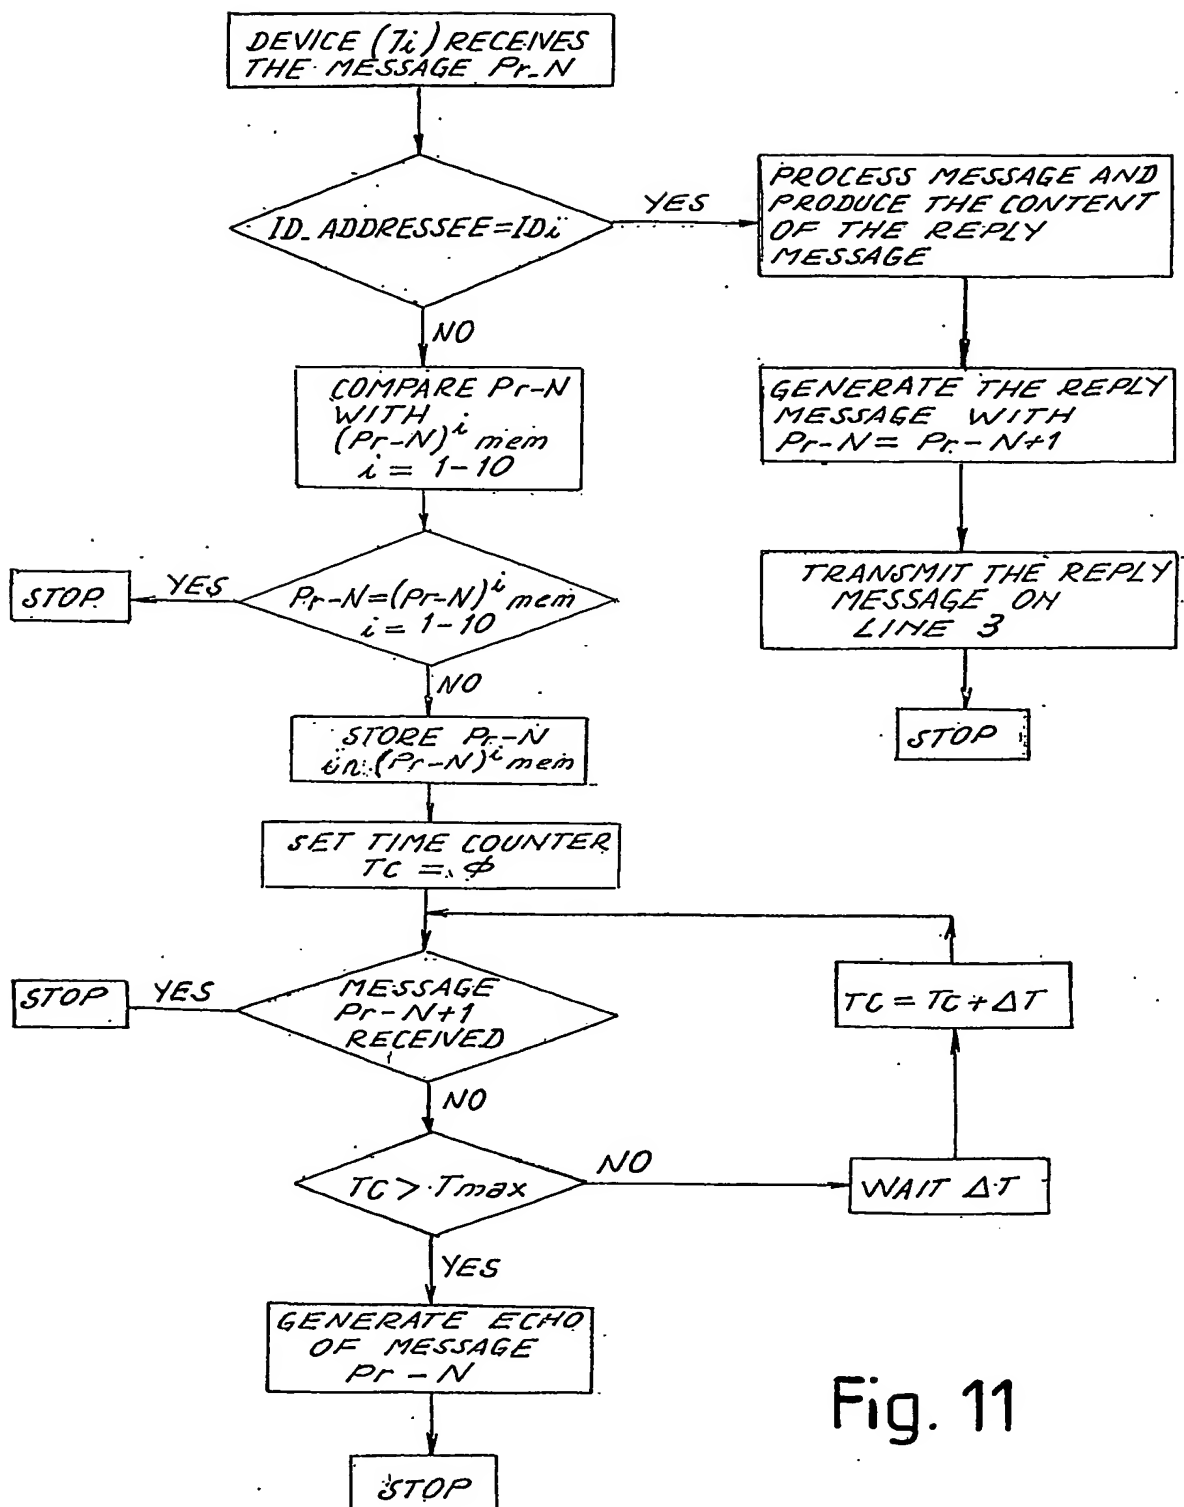 DEVICE (7i) RECEIVES
THE MESSAGE Pr-N
ID-ADDRESSEE=IDi
YES
PROCESS MESSAGE AND
PRODUCE THE CONTENT
OF THE REPLY
MESSAGE
NO
COMPARE Pr-N
WITH
(Pr-N)^i mem
i = 1-10
GENERATE THE REPLY
MESSAGE WITH
Pr-N = Pr-N+1
STOP
YES
Pr-N=(Pr-N)^i mem
i = 1-10
TRANSMIT THE REPLY
MESSAGE ON
LINE 3
NO
STOP
STORE Pr-N
in (Pr-N)^i mem
SET TIME COUNTER
TC = ϕ
STOP
YES
MESSAGE
Pr-N+1
RECEIVED
TC = TC + ΔT
NO
TC > Tmax
NO
WAIT ΔT
YES
GENERATE ECHO
OF MESSAGE
Pr-N
STOP
Fig. 11